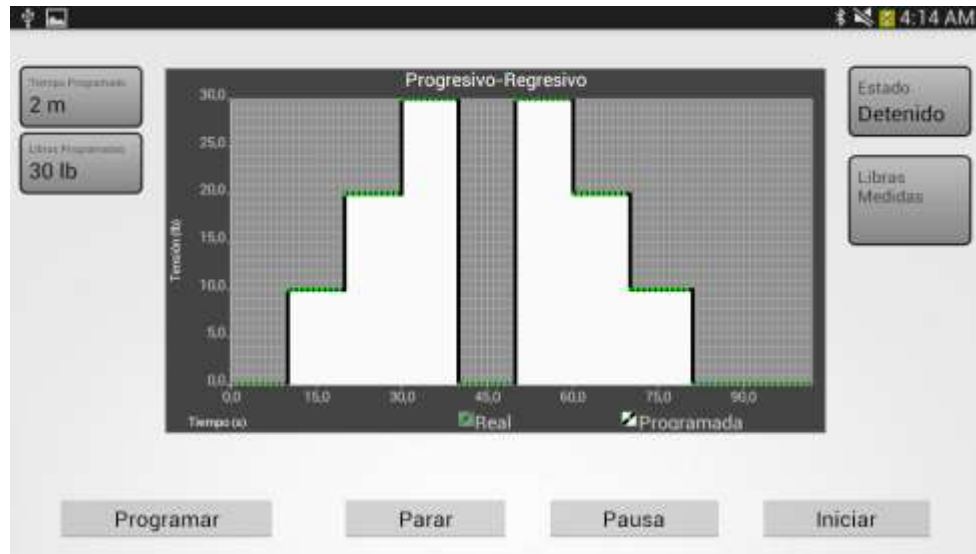 4:14 AM
Tiempo Programado
2 m
Libras Programadas
30 lb
Progresivo-Regresivo
30,0
25,0
20,0
15,0
10,0
5,0
0,0
Tensión (lb)
0,0 15,0 30,0 45,0 60,0 75,0 90,0
Tiempo (s)
Real
Programada
Estado
Detenido
Libras
Medidas
Programar
Parar
Pausa
Iniciar